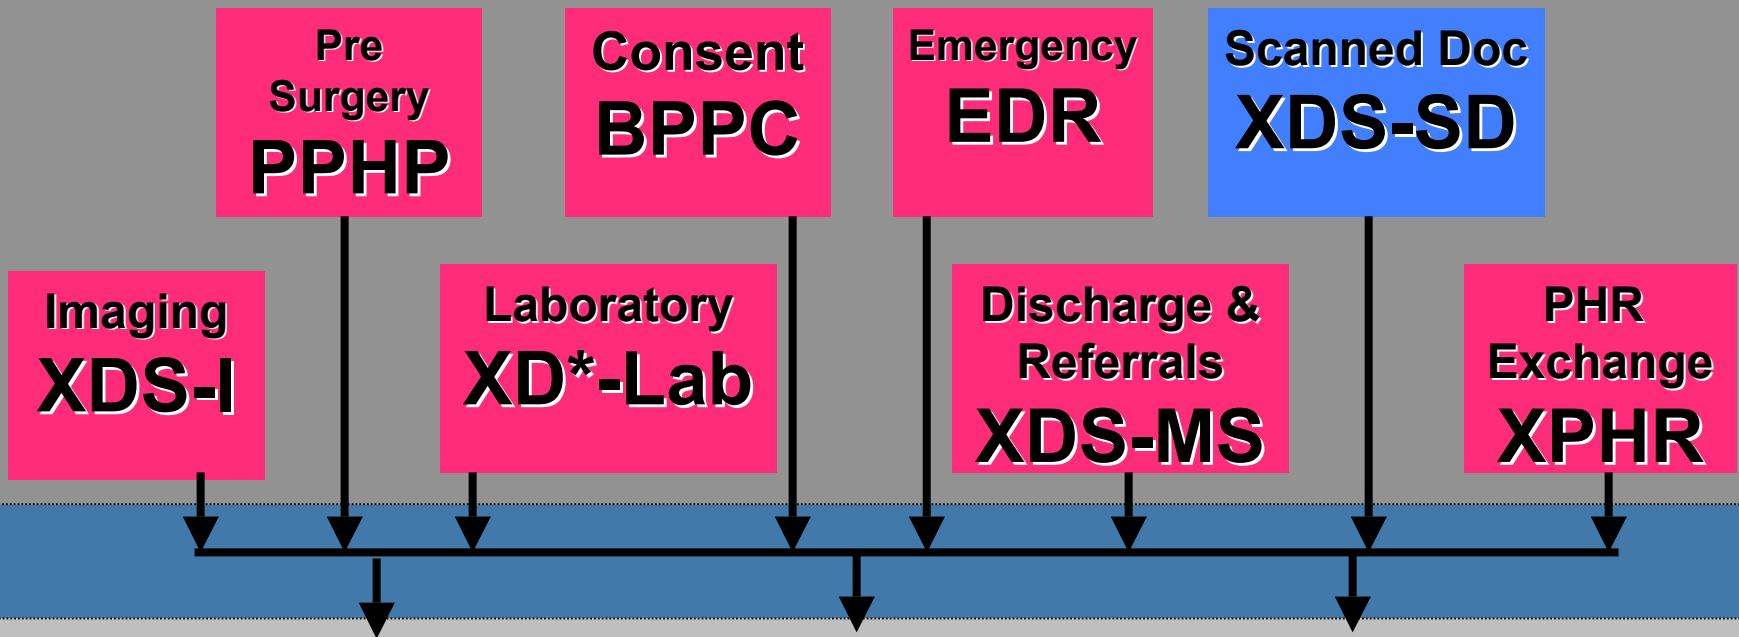 Pre
Surgery
PPHP
Consent
BPPC
Emergency
EDR
Scanned Doc
XDS-SD
Imaging
XDS-I
Laboratory
XD*-Lab
Discharge &
Referrals
XDS-MS
PHR
Exchange
XPHR